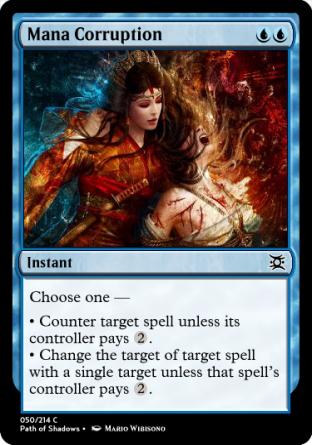 Mana Corruption
Instant
Choose one —
• Counter target spell unless its
controller pays 2.
• Change the target of target spell
with a single target unless that spell's
controller pays 2.
050/214 C
Path of Shadows • Mario Wibisono